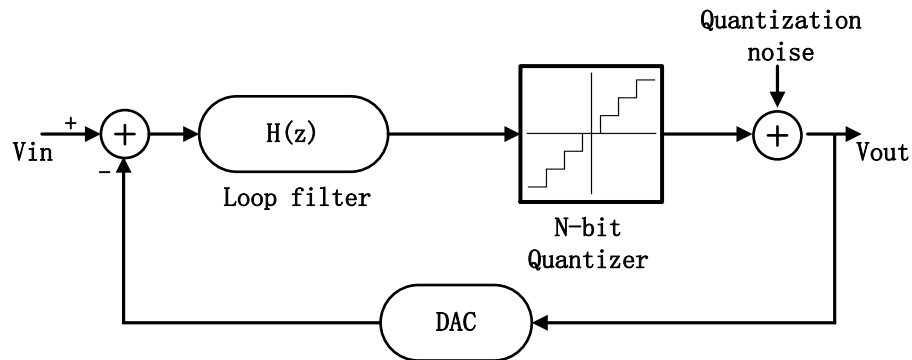 Quantization
noise
+
H(z)
+
+
Vin
-
Loop filter
Vout
N-bit
Quantizer
DAC